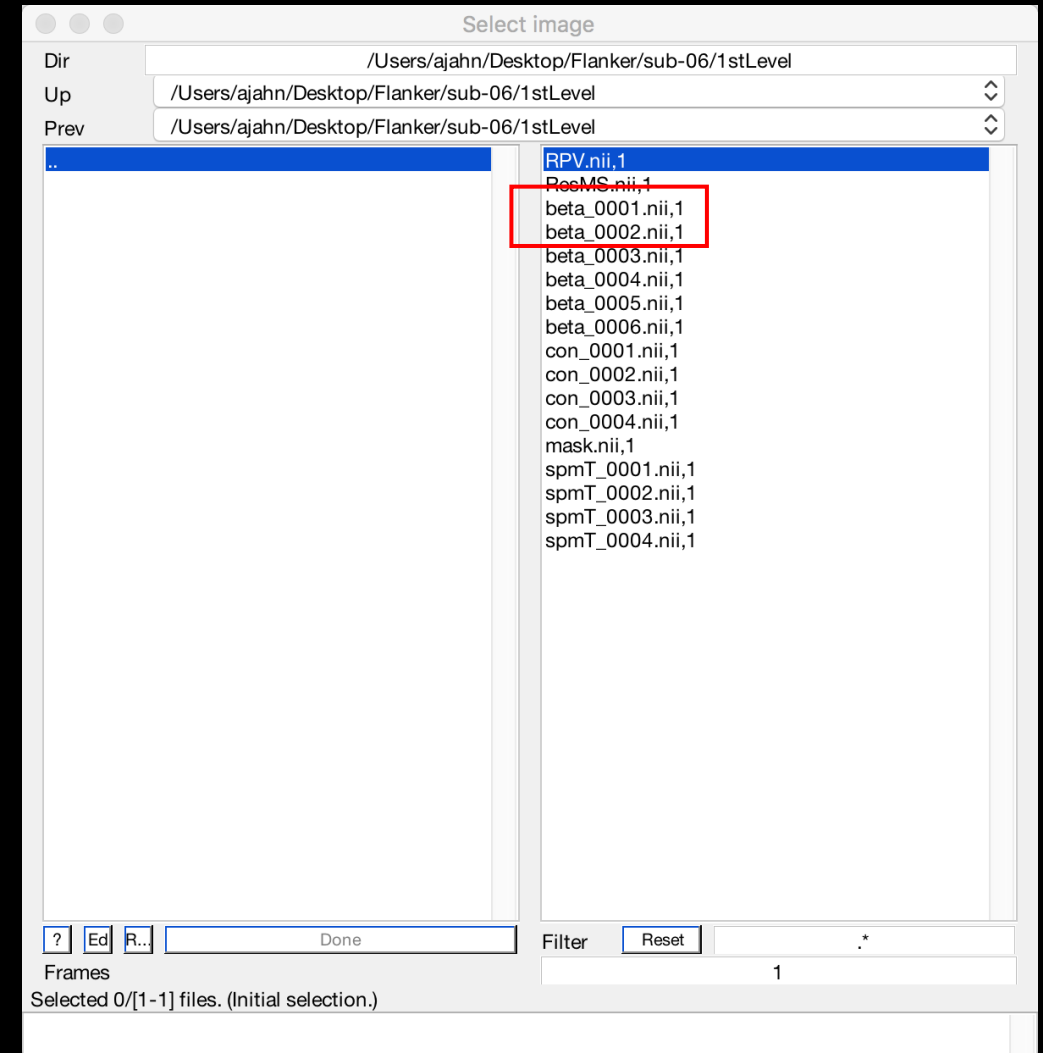 Select image
Dir /Users/ajahn/Desktop/Flanker/sub-06/1stLevel
Up /Users/ajahn/Desktop/Flanker/sub-06/1stLevel
Prev /Users/ajahn/Desktop/Flanker/sub-06/1stLevel
..
RPV.nii,1
ResMS.nii,1
beta_0001.nii,1
beta_0002.nii,1
beta_0003.nii,1
beta_0004.nii,1
beta_0005.nii,1
beta_0006.nii,1
con_0001.nii,1
con_0002.nii,1
con_0003.nii,1
con_0004.nii,1
mask.nii,1
spmT_0001.nii,1
spmT_0002.nii,1
spmT_0003.nii,1
spmT_0004.nii,1
? Ed R... Done Filter Reset .*
Frames 1
Selected 0/[1-1] files. (Initial selection.)